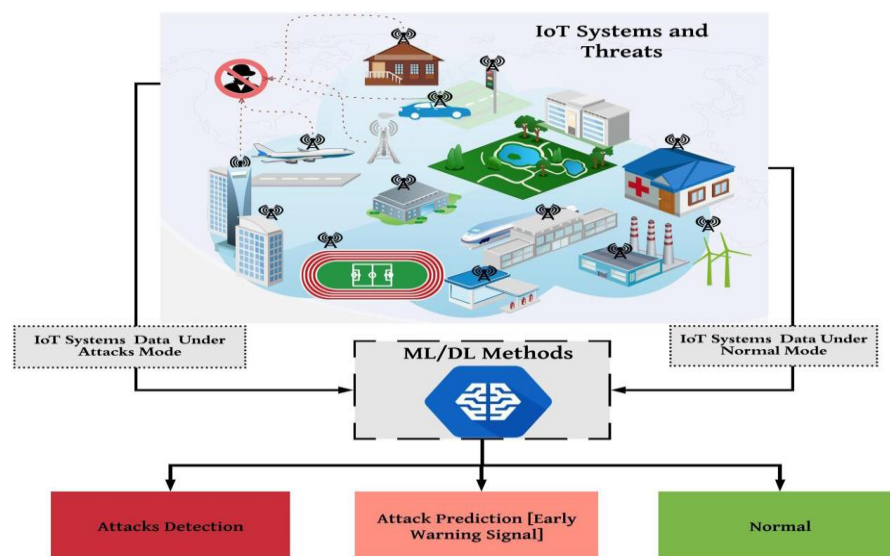 IoT Systems and
Threats
IoT Systems Data Under
Attacks Mode
IoT Systems Data Under
Normal Mode
ML/DL Methods
Attacks Detection
Attack Prediction [Early
Warning Signal]
Normal